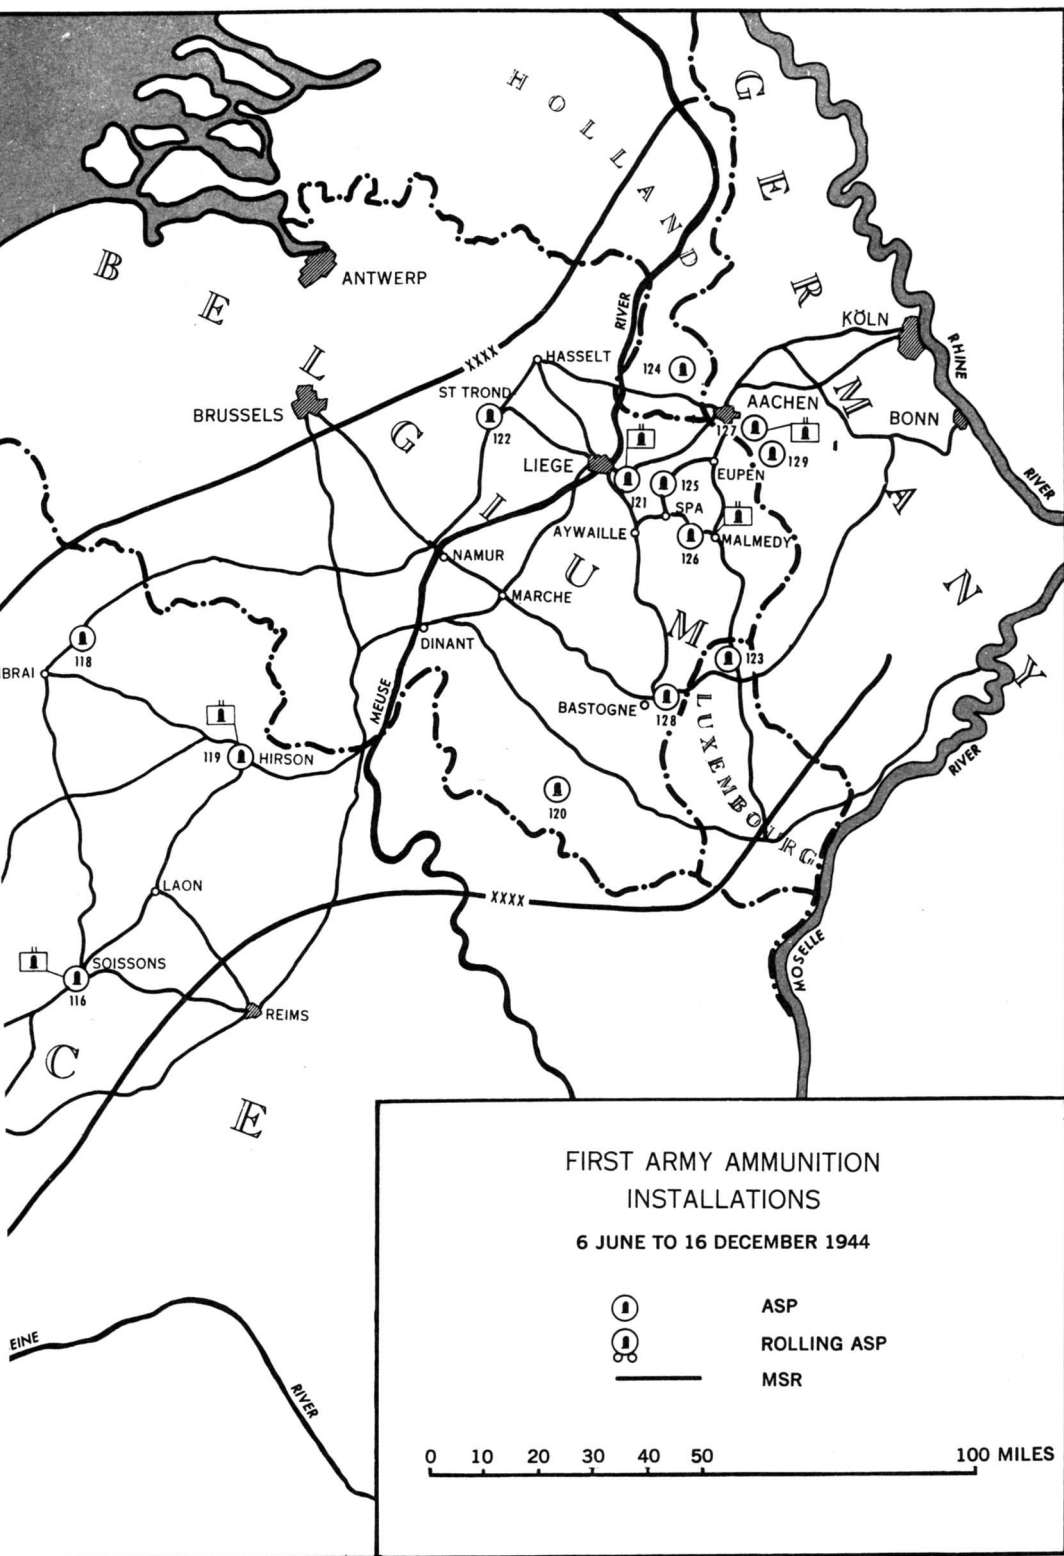 HOLLAND
GERMANY
BELGIUM
ANTWERP
KÖLN
RHINE
RIVER
RIVER
XXXX
HASSELT
124
ST TROND
BRUSSELS
122
AACHEN
127
BONN
129
LIEGE
121
125
EUPEN
SPA
AYWAILLE
126
MALMEDY
NAMUR
MARCHE
118
DINANT
BRAI
123
MEUSE
BASTOGNE
128
LUXEMBOURG
119
HIRSON
RIVER
120
LAON
XXXX
SOISSONS
116
MOSELLE
REIMS
C
E
EINE
RIVER
FIRST ARMY AMMUNITION
INSTALLATIONS
6 JUNE TO 16 DECEMBER 1944
ASP
ROLLING ASP
MSR
0 10 20 30 40 50 100 MILES